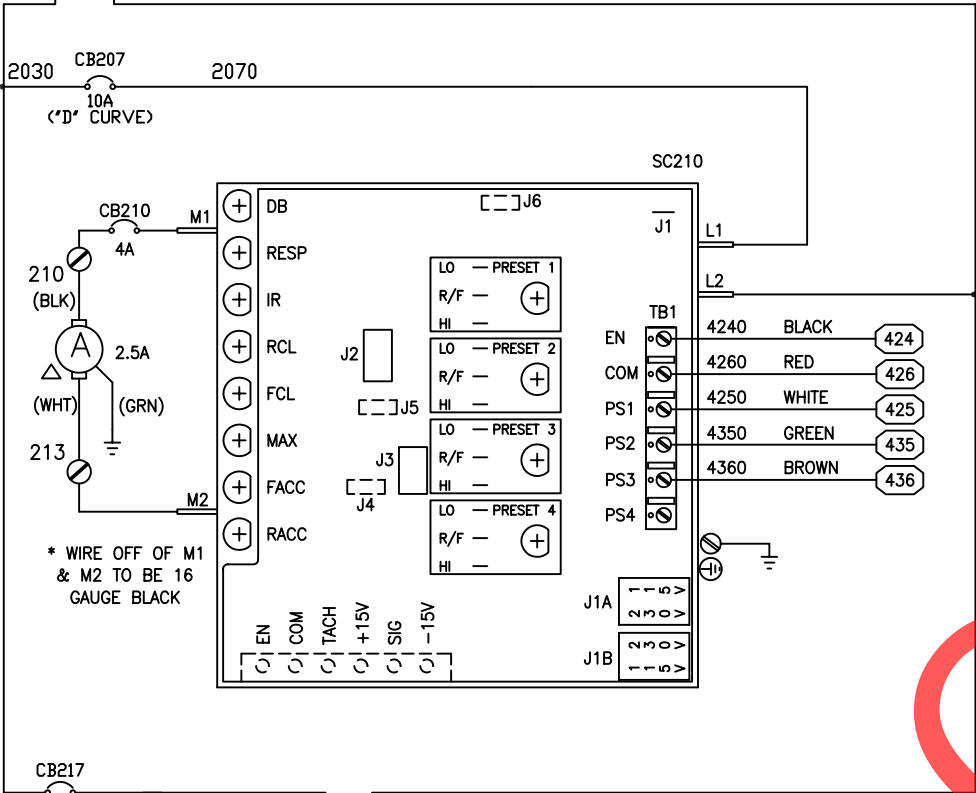 CB207
2030
2070
10A
("D" CURVE)
SC210
CB210
M1
4A
DB
J6
J1
L1
RESP
210
(BLK)
LO — PRESET 1
R/F —
HI —
L2
IR
TB1
A
2.5A
RCL
J2
LO — PRESET 2
R/F —
HI —
EN
4240 BLACK
424
COM
4260 RED
426
(WHT)
(GRN)
FCL
J5
PS1
4250 WHITE
425
213
MAX
LO — PRESET 3
R/F —
HI —
PS2
4350 GREEN
435
J3
PS3
4360 BROWN
436
M2
FACC
J4
LO — PRESET 4
R/F —
HI —
PS4
RACC
* WIRE OFF OF M1
& M2 TO BE 16
GAUGE BLACK
J1A
115V
230V
EN
COM
TACH
+15V
SIG
-15V
J1B
230V
115V
CB217